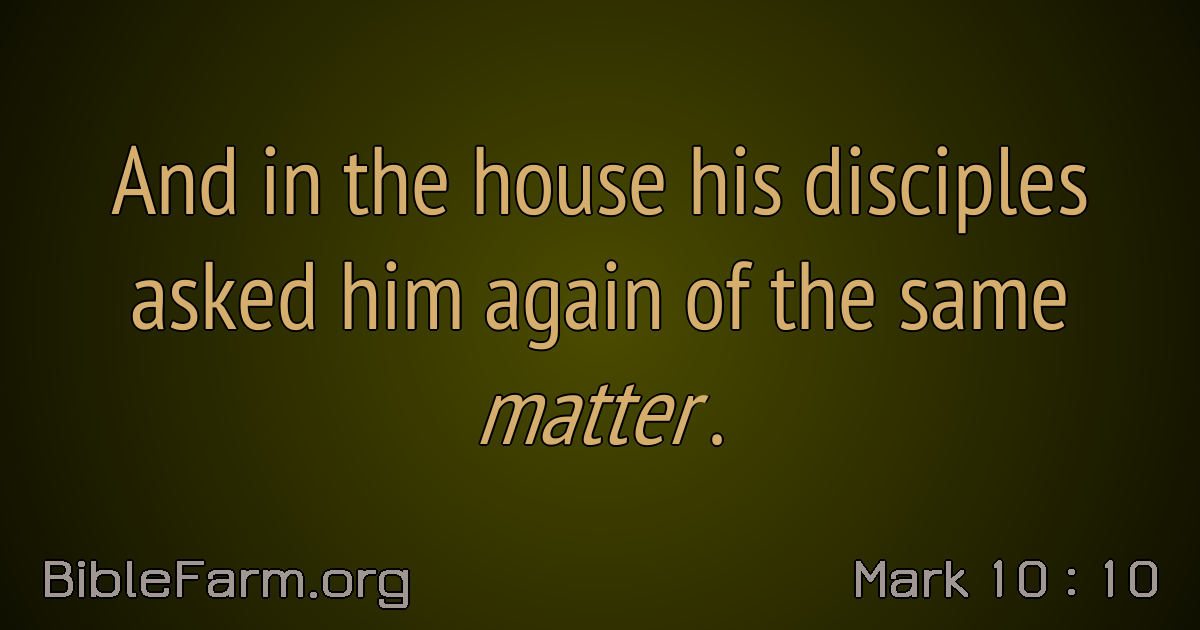 And in the house his disciples
asked him again of the same
matter.
BibleFarm.org
Mark 10 : 10